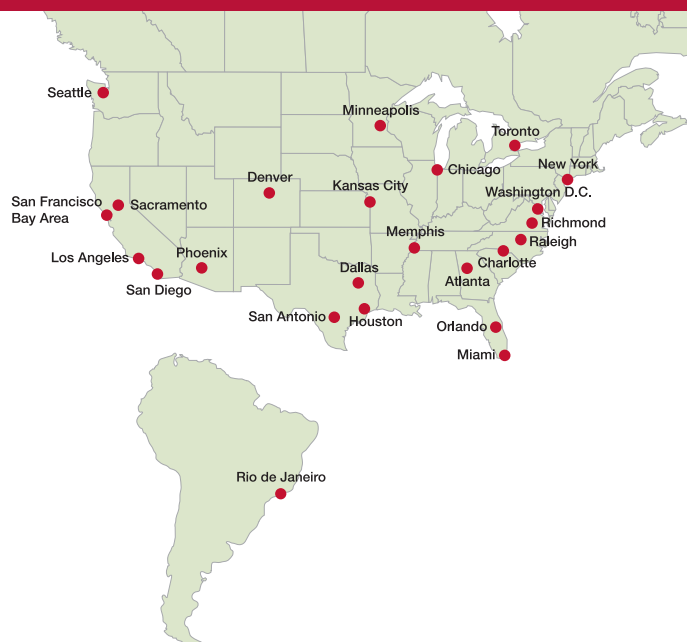 Seattle
Minneapolis
Toronto
New York
Chicago
Denver
Kansas City
Washington D.C.
San Francisco
Bay Area
Sacramento
Richmond
Raleigh
Memphis
Charlotte
Los Angeles
Phoenix
Dallas
Atlanta
San Diego
San Antonio
Houston
Orlando
Miami
Rio de Janeiro